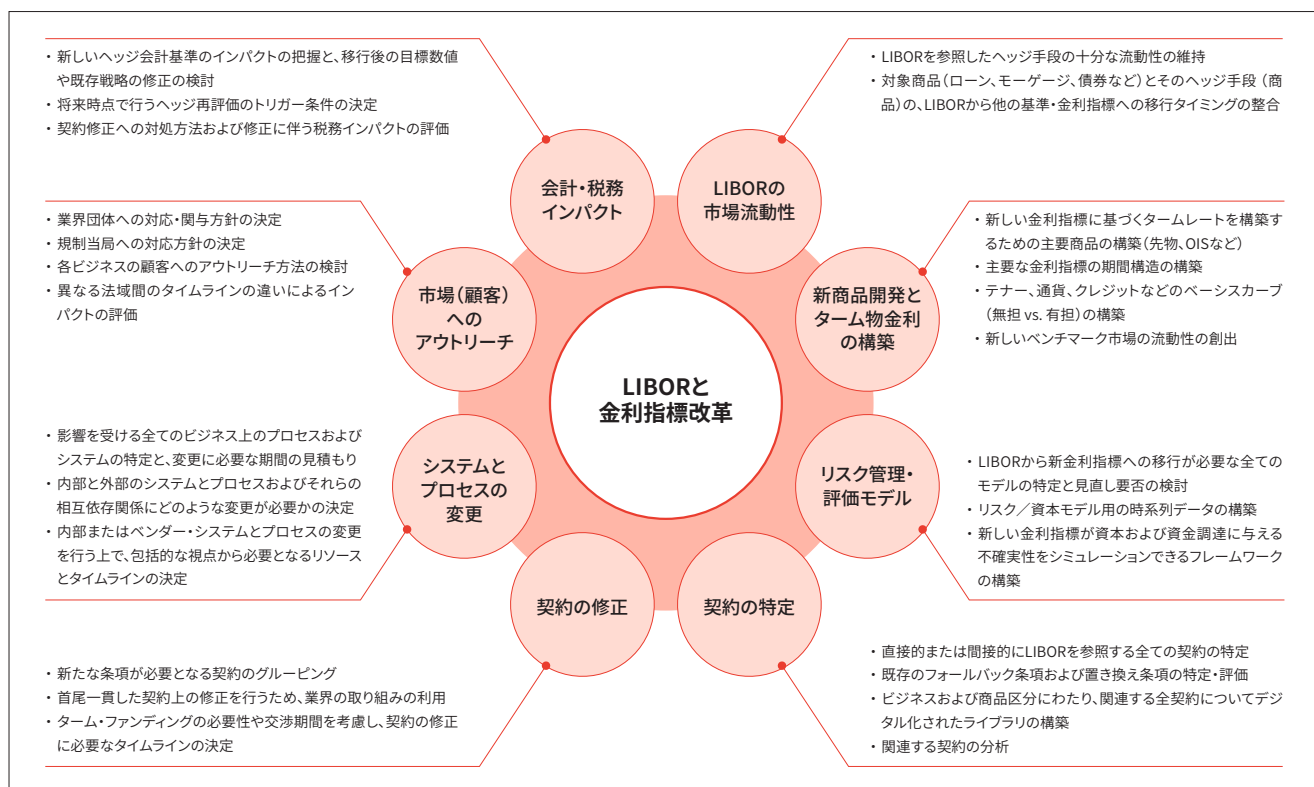 ・新しいヘッジ会計基準のインパクトの把握と、移行後の目標数値
や既存戦略の修正の検討
・将来時点で行うヘッジ再評価のトリガー条件の決定
・契約修正への対処方法および修正に伴う税務インパクトの評価
・LIBORを参照したヘッジ手段の十分な流動性の維持
・対象商品(ローン、モーゲージ、債券など)とそのヘッジ手段(商
品)の、LIBORから他の基準・金利指標への移行タイミングの整合
会計・税務
インパクト
LIBORの
市場流動性
・業界団体への対応・関与方針の決定
・規制当局への対応方針の決定
・各ビジネスの顧客へのアウトリーチ方法の検討
・異なる法域間のタイムラインの違いによるイン
パクトの評価
市場(顧客)
への
アウトリーチ
新商品開発と
ターム物金利
の構築
・新しい金利指標に基づくタームレートを構築す
るための主要商品の構築(先物、OISなど)
・主要な金利指標の期間構造の構築
・テナー、通貨、クレジットなどのベーシスカーブ
(無担 vs. 有担)の構築
・新しいベンチマーク市場の流動性の創出
LIBORと
金利指標改革
・影響を受ける全てのビジネス上のプロセスおよび
システムの特定と、変更に必要な期間の見積もり
・内部と外部のシステムとプロセスおよびそれらの
相互依存関係にどのような変更が必要かの決定
・内部またはベンダー・システムとプロセスの変更
を行う上で、包括的な視点から必要となるリソース
とタイムラインの決定
システムと
プロセスの
変更
リスク管理・
評価モデル
・LIBORから新金利指標への移行が必要な全ての
モデルの特定と見直し要否の検討
・リスク／資本モデル用の時系列データの構築
・新しい金利指標が資本および資金調達に与える
不確実性をシミュレーションできるフレームワーク
の構築
契約の修正
契約の特定
・新たな条項が必要となる契約のグルーピング
・首尾一貫した契約上の修正を行うため、業界の取り組みの利用
・ターム・ファンディングの必要性や交渉期間を考慮し、契約の修正
に必要なタイムラインの決定
・直接的または間接的にLIBORを参照する全ての契約の特定
・既存のフォールバック条項および置き換え条項の特定・評価
・ビジネスおよび商品区分にわたり、関連する全契約についてデジ
タル化されたライブラリの構築
・関連する契約の分析